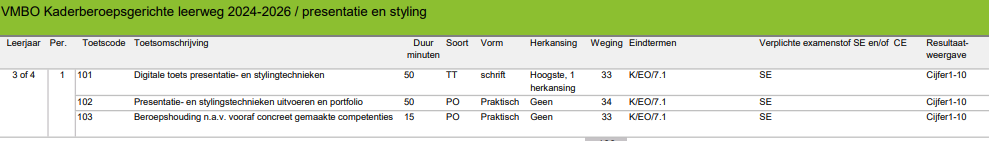 VMBO Kaderberoepsgerichte leerweg 2024-2026 / presentatie en styling
Leerjaar Per. Toetscode Toetsomschrijving Duur minuten Soort Vorm Herkansing Weging Eindtermen Verplichte examenstof SE en/of CE Resultaat-weergave
3 of 4 1 101 Digitale toets presentatie- en stylingtechnieken 50 TT schrift Hoogste, 1 herkansing 33 K/EO/7.1 SE Cijfer1-10
102 Presentatie- en stylingstechnieken uitvoeren en portfolio 50 PO Praktisch Geen 34 K/EO/7.1 SE Cijfer1-10
103 Beroepshouding n.a.v. vooraf concreet gemaakte competenties 15 PO Praktisch Geen 33 K/EO/7.1 SE Cijfer1-10